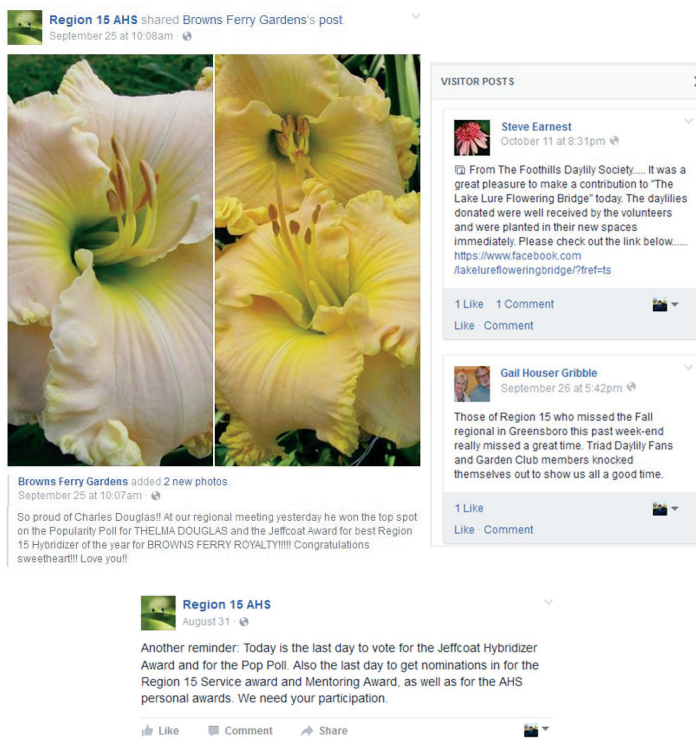 Region 15 AHS shared Browns Ferry Gardens's post.
September 25 at 10:08am ·
Browns Ferry Gardens added 2 new photos.
September 25 at 10:07am ·
So proud of Charles Douglas!! At our regional meeting yesterday he won the top spot
on the Popularity Poll for THELMA DOUGLAS and the Jeffcoat Award for best Region
15 Hybridizer of the year for BROWNS FERRY ROYALTY!!!!! Congratulations
sweetheart!!! Love you!!
VISITOR POSTS
Steve Earnest
October 11 at 8:31pm
From The Foothills Daylily Society..... It was a
great pleasure to make a contribution to "The
Lake Lure Flowering Bridge" today. The daylilies
donated were well received by the volunteers
and were planted in their new spaces
immediately. Please check out the link below......
https://www.facebook.com
/lakelurefloweringbridge/?fref=ts
1 Like 1 Comment
Like · Comment
Gail Houser Gribble
September 26 at 5:42pm
Those of Region 15 who missed the Fall
regional in Greensboro this past week-end
really missed a great time. Triad Daylily Fans
and Garden Club members knocked
themselves out to show us all a good time.
1 Like
Like · Comment
Region 15 AHS
August 31 ·
Another reminder: Today is the last day to vote for the Jeffcoat Hybridizer
Award and for the Pop Poll. Also the last day to get nominations in for the
Region 15 Service award and Mentoring Award, as well as for the AHS
personal awards. We need your participation.
Like Comment Share